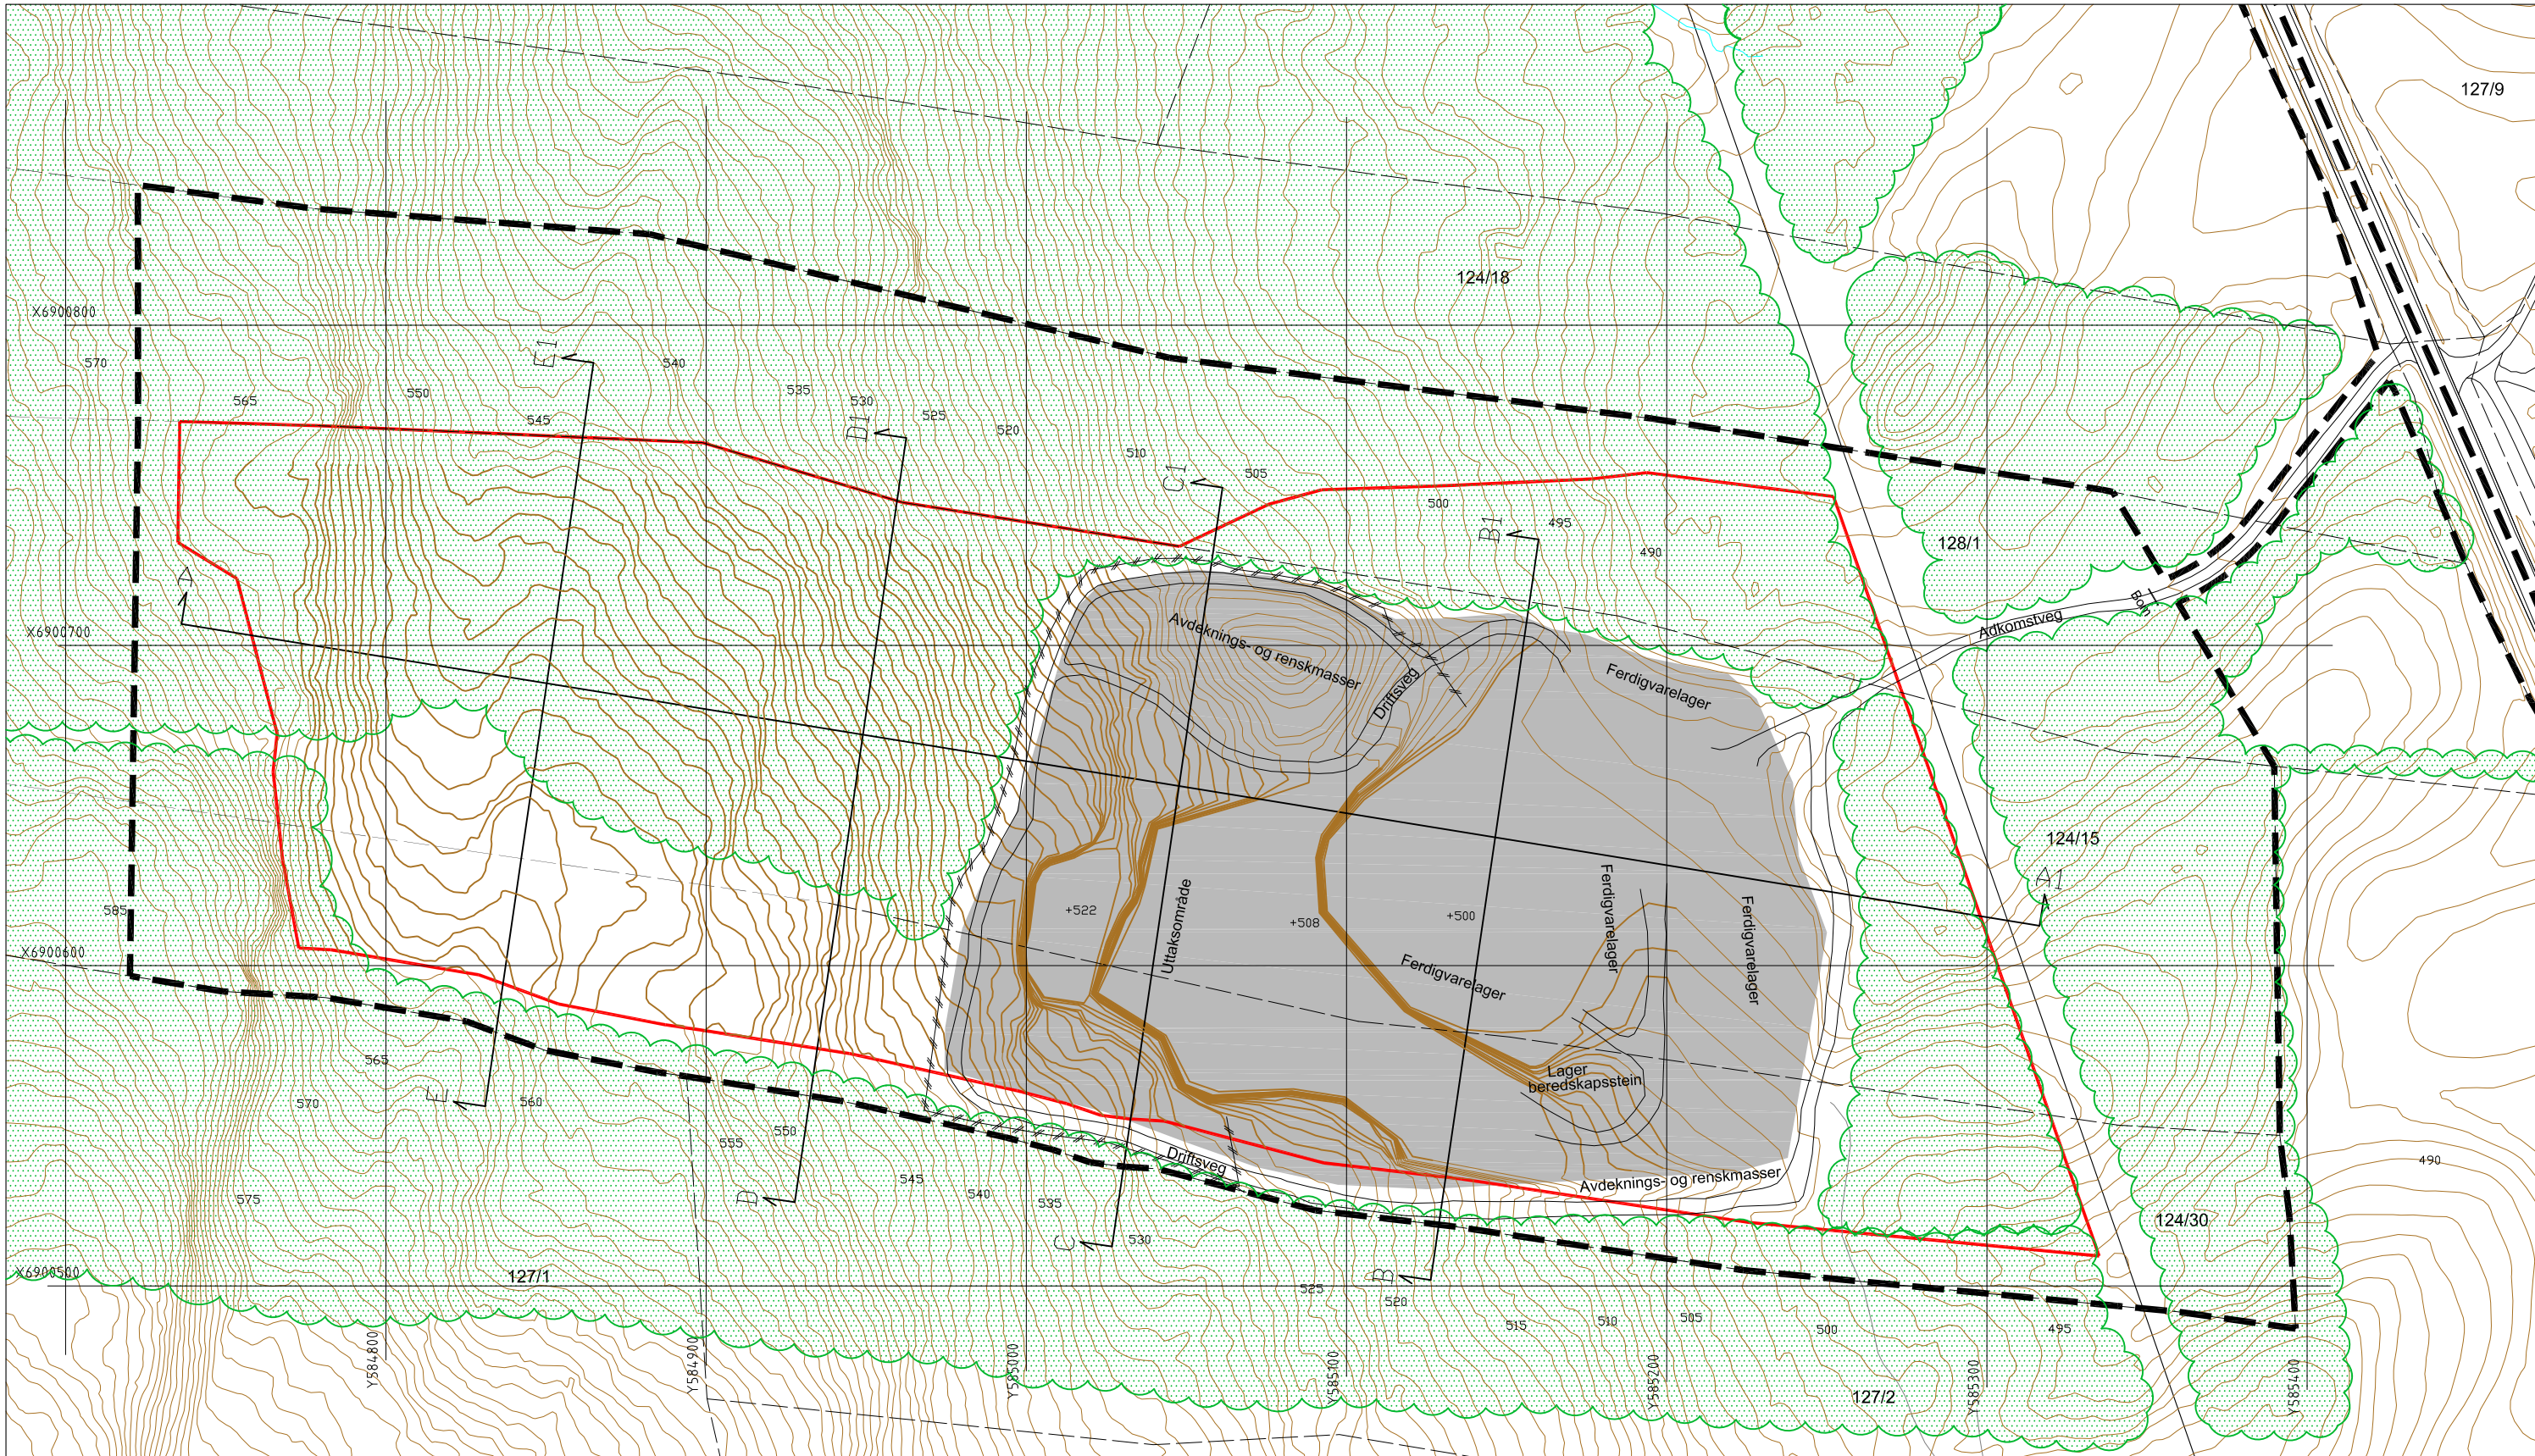 127/9
124/18
X6900800
570
565
550
E1
545
540
535
530
D1
525
520
510
C1
505
500
B1
495
490
128/1
Bom
Adkomstveg
A
X6900700
Avdeknings- og renskmasser
Driftsveg
Ferdigvarelager
124/15
A1
585
+522
Uttaksområde
+508
+500
Ferdigvarelager
Ferdigvarelager
Ferdigvarelager
X6900600
Lager
beredskapsstein
565
E
570
560
555
550
575
D
545
540
535
C
530
Driftsveg
Avdeknings- og renskmasser
490
124/30
X6900500
127/1
525
B
520
515
510
505
500
495
Y584800
Y584900
Y585000
Y585100
Y585200
Y585300
Y585400
127/2